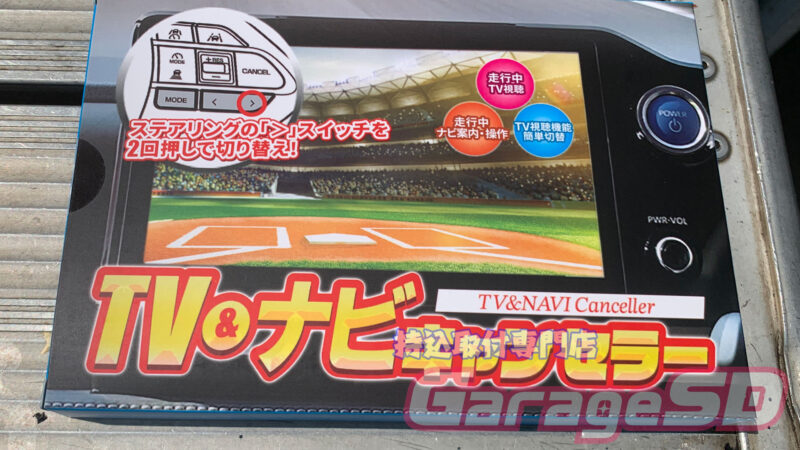 +RES
MODE
CANCEL
MODE
ステアリングの「>」スイッチを
2回押しで切り替え!
走行中
TV視聴
走行中
ナビ案内・操作
TV視聴機能
簡単切替
POWER
PWR・VOL
TV&NAVI Canceller
TV&ナビキャンセラー
持込取付専門店
GarageSD